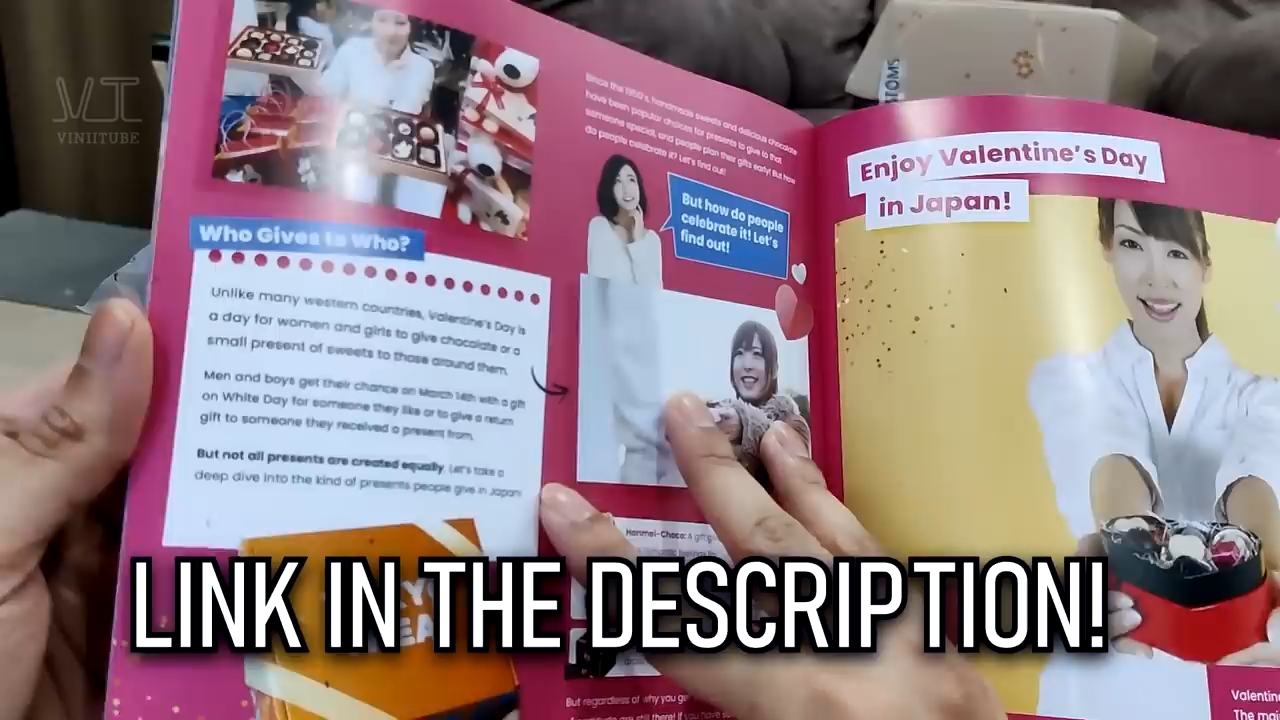 VT
VINIITUBE
STOMS
Since the 1950's, handmade sweets and delicious chocolate
have been popular choices for presents to give to that
someone special, and people plan their gifts early! But how
do people celebrate it? Let's find out!
But how do people
celebrate it! Let's
find out!
Enjoy Valentine's Day
in Japan!
Who Gives to Who?
Unlike many western countries, Valentine's Day is
a day for women and girls to give chocolate or a
small present of sweets to those around them.
Men and boys get their chance on March 14th with a gift
on White Day for someone they like or to give a return
gift to someone they received a present from.
But not all presents are created equally. Let's take a
deep dive into the kind of presents people give in Japan!
Honmei-Choco: A gift
LINK IN THE DESCRIPTION!
But regardless of why you
Valentin
The